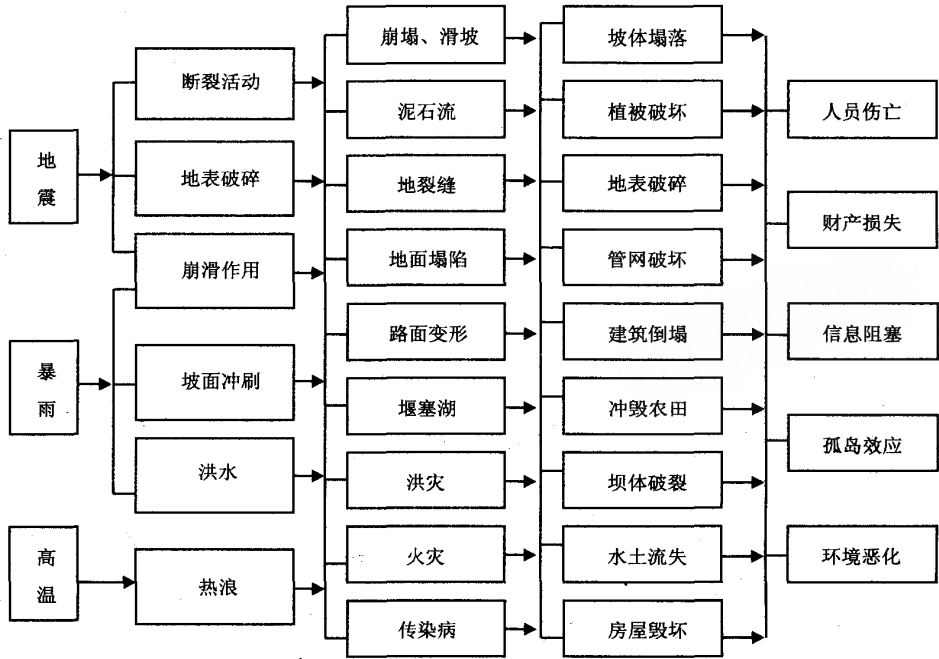 地震
暴雨
高温
断裂活动
地表破碎
崩滑作用
坡面冲刷
洪水
热浪
崩塌、滑坡
泥石流
地裂缝
地面塌陷
路面变形
堰塞湖
洪灾
火灾
传染病
坡体塌落
植被破坏
地表破碎
管网破坏
建筑倒塌
冲毁农田
坝体破裂
水土流失
房屋毁坏
人员伤亡
财产损失
信息阻塞
孤岛效应
环境恶化